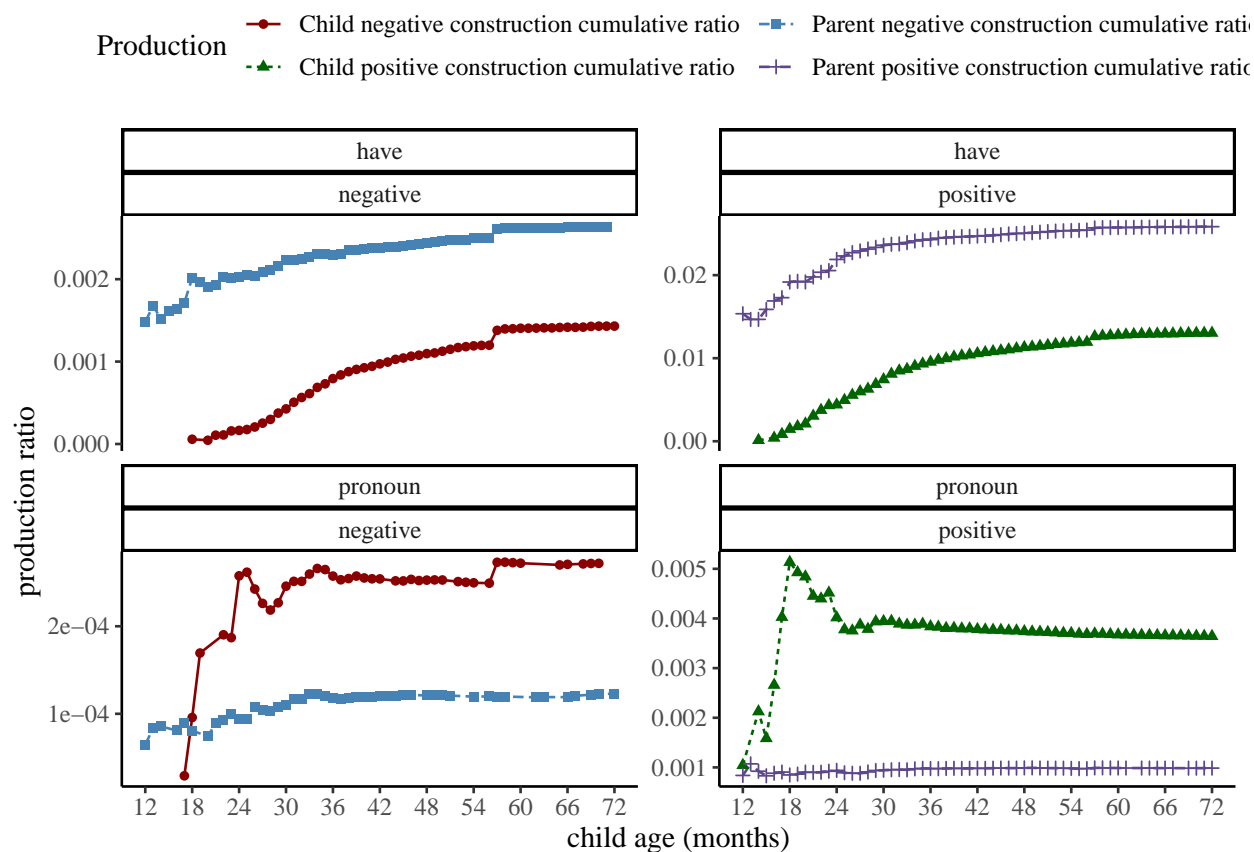 Production
Child negative construction cumulative ratio
Parent negative construction cumulative ratio
Child positive construction cumulative ratio
Parent positive construction cumulative ratio
have
negative
0.002
0.001
0.000
have
positive
0.02
0.01
0.00
pronoun
negative
2e−04
1e−04
12 18 24 30 36 42 48 54 60 66 72
pronoun
positive
0.005
0.004
0.003
0.002
0.001
12 18 24 30 36 42 48 54 60 66 72
production ratio
child age (months)